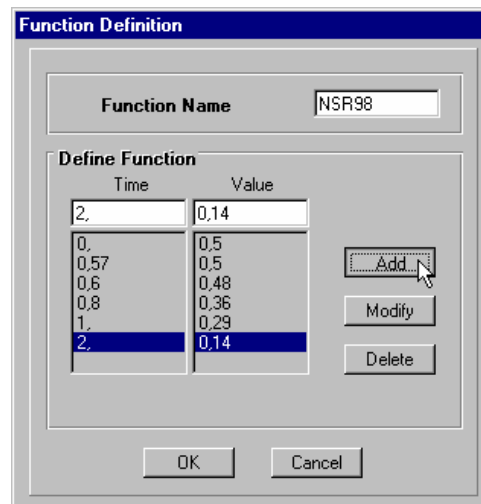 Function Definition
Function Name NSR98
Define Function
Time Value
2, 0,14
0, 0,5
0,57 0,5
0,6 0,48
0,8 0,36
1, 0,29
2, 0,14
Add
Modify
Delete
OK Cancel